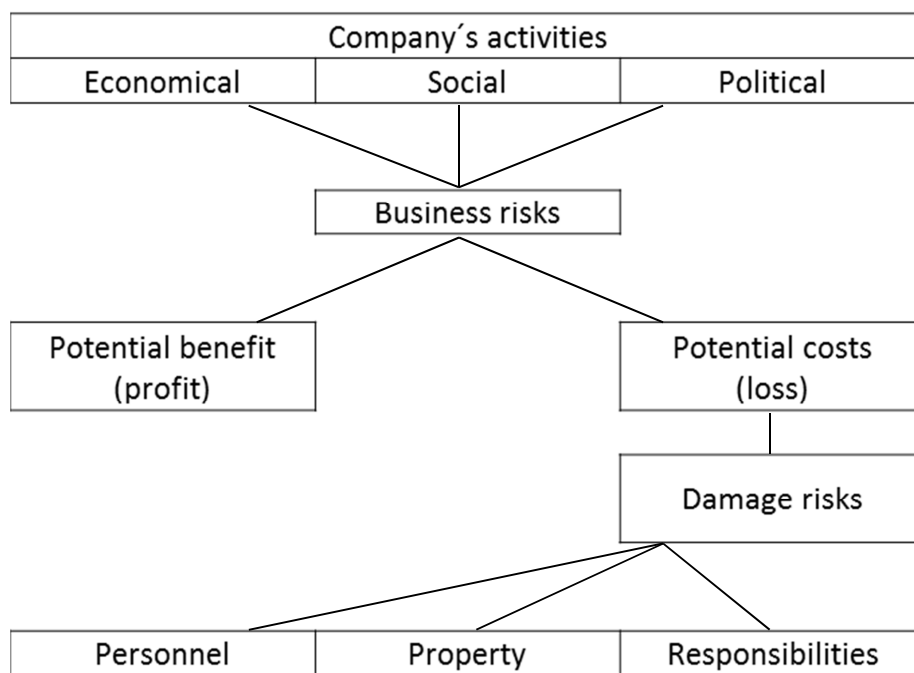 Company´s activities
Economical Social Political
Business risks
Potential benefit Potential costs
(profit) (loss)
Damage risks
Personnel Property Responsibilities